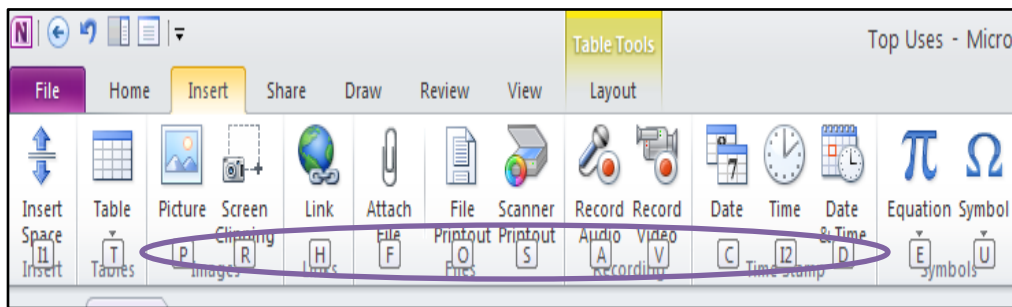 N
Table Tools
Top Uses - Micro
File Home Insert Share Draw Review View Layout
Insert Space Table Picture Screen Clipping Link Attach File File Printout Scanner Printout Record Audio Record Video Date Time Date & Time Equation Symbol
I1 T P R H F O S A V C I2 D E U
Insert Tables Images Links Files Recording Time Stamp Symbols
7